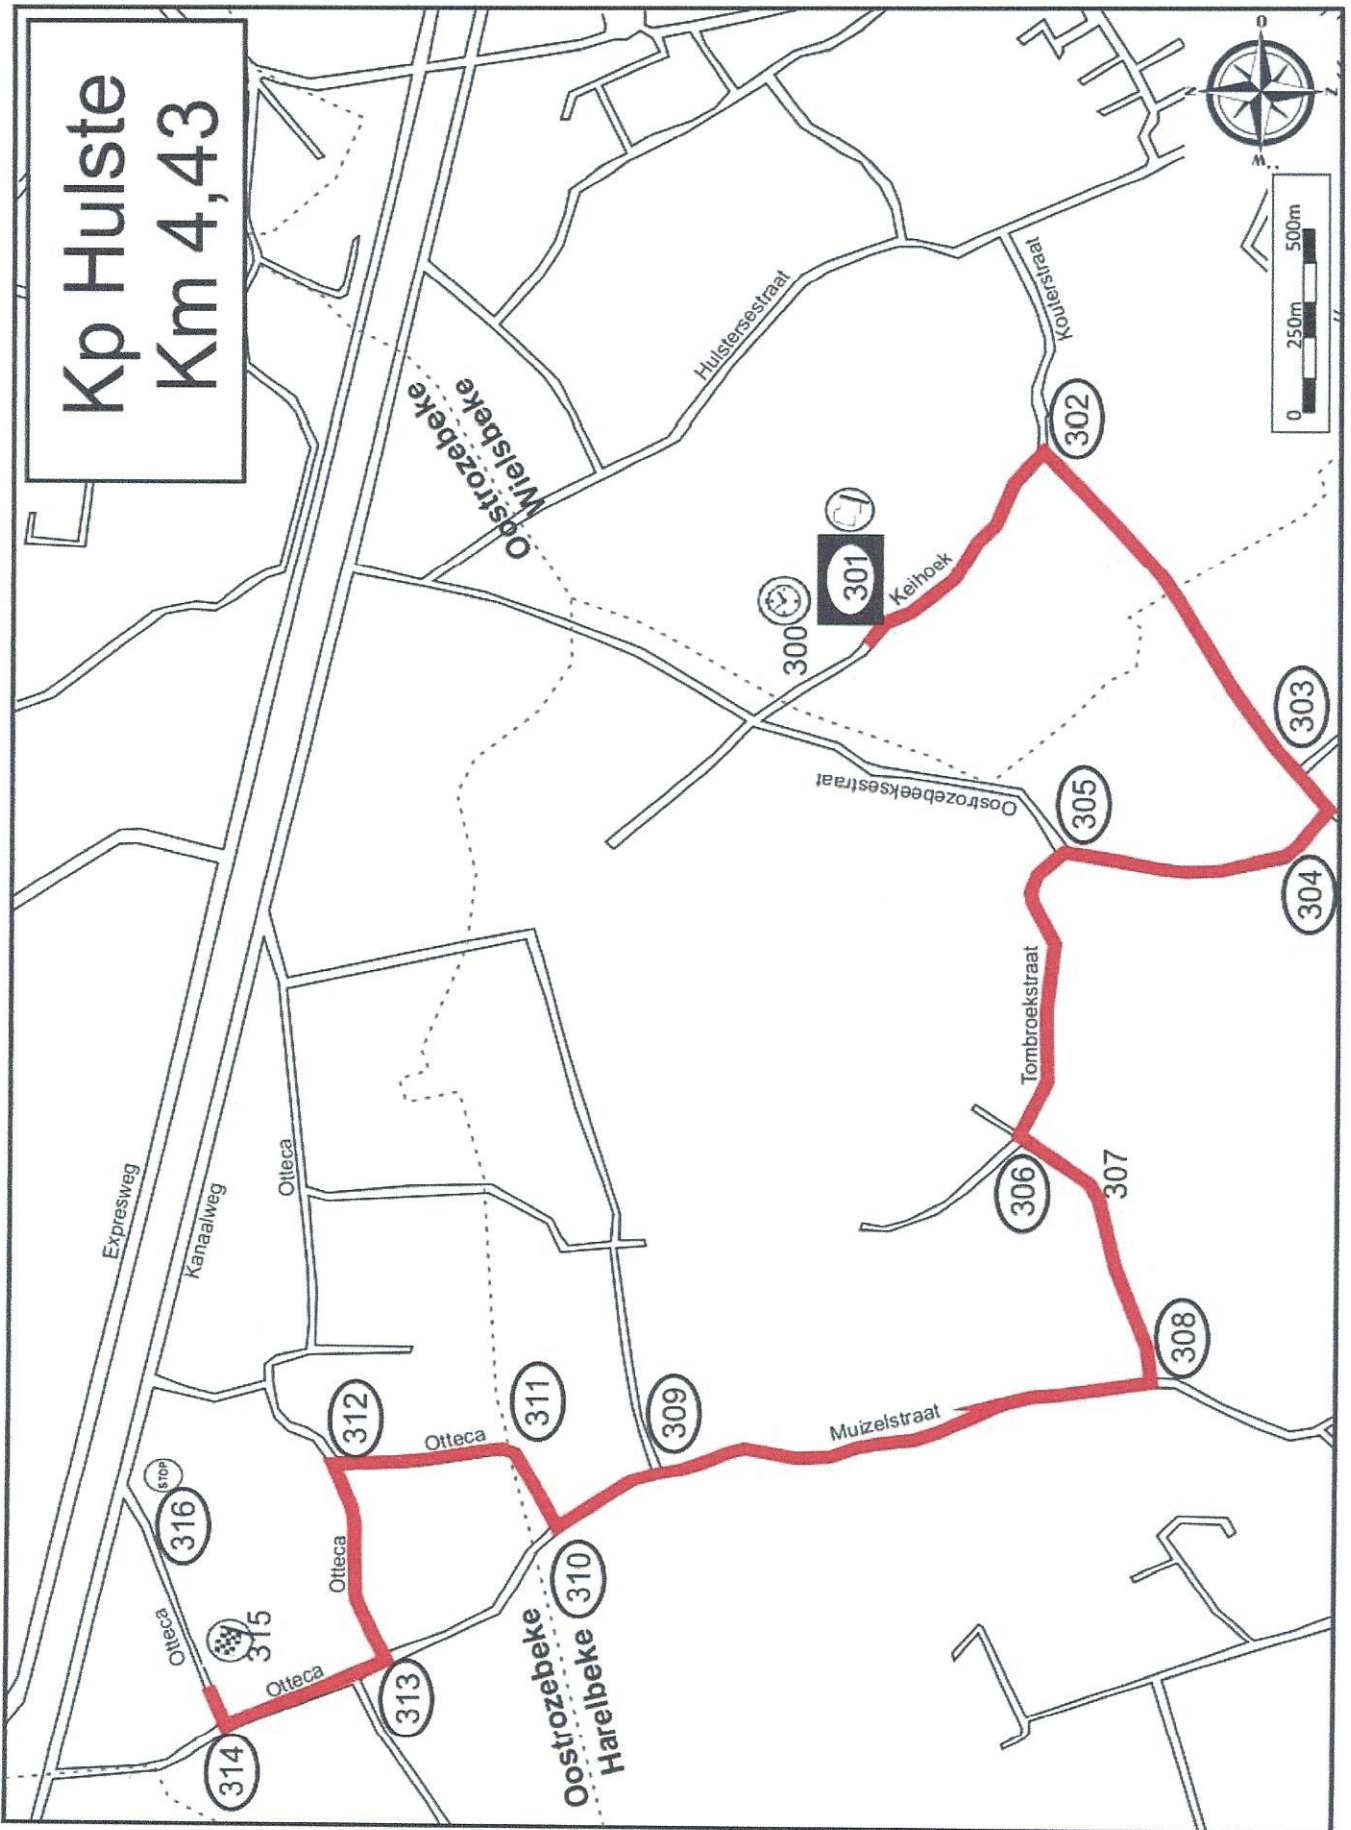 Kp Hulste
Km 4,43
Expresweg
Kanaalweg
Otteca
STOP
316
Otteca
315
Otteca
314
313
Otteca
312
Otteca
311
310
Oostrozebeke
Harelbeke
309
Muizelstraat
308
307
306
Tombroekstraat
305
304
303
Oostrozebeeksestraat
300
301
Keihoek
302
Kouterstraat
Hulstersestraat
Oostrozebeke
Wielsbeke
0 250m 500m
N
O
Z
W